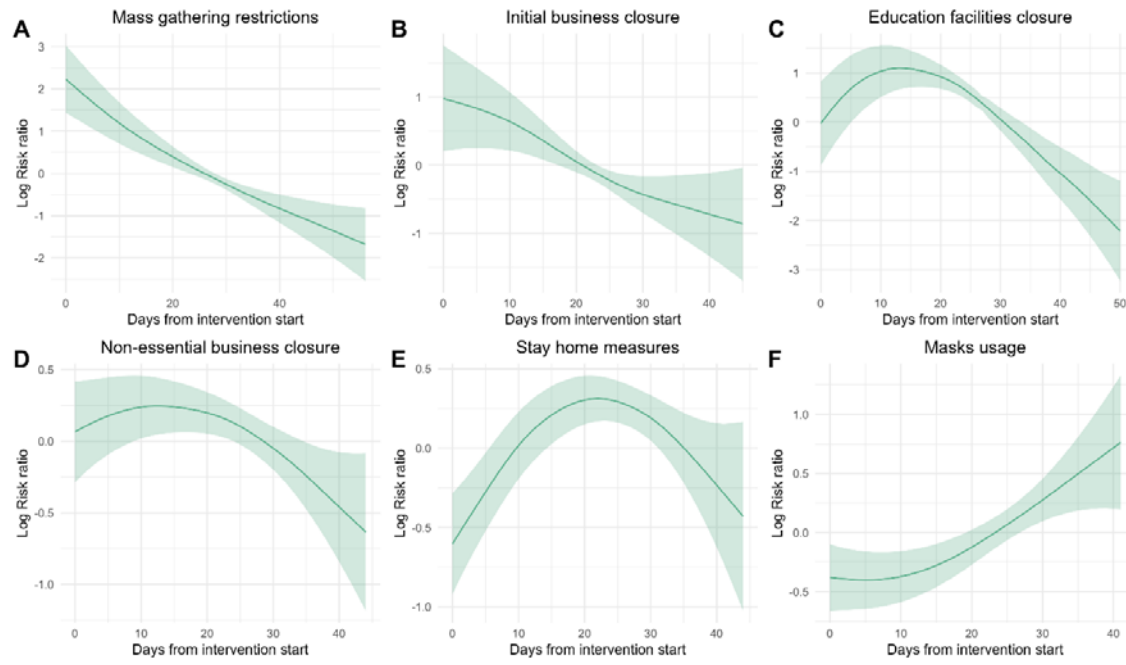 A
Mass gathering restrictions
Log Risk ratio
3
2
1
0
-1
-2
0
20
40
Days from intervention start
B
Initial business closure
Log Risk ratio
1
0
-1
0
10
20
30
40
Days from intervention start
C
Education facilities closure
Log Risk ratio
1
0
-1
-2
-3
0
10
20
30
40
50
Days from intervention start
D
Non-essential business closure
Log Risk ratio
0.5
0.0
-0.5
-1.0
0
10
20
30
40
Days from intervention start
E
Stay home measures
Log Risk ratio
0.5
0.0
-0.5
-1.0
0
10
20
30
40
Days from intervention start
F
Masks usage
Log Risk ratio
1.0
0.5
0.0
-0.5
0
10
20
30
40
Days from intervention start